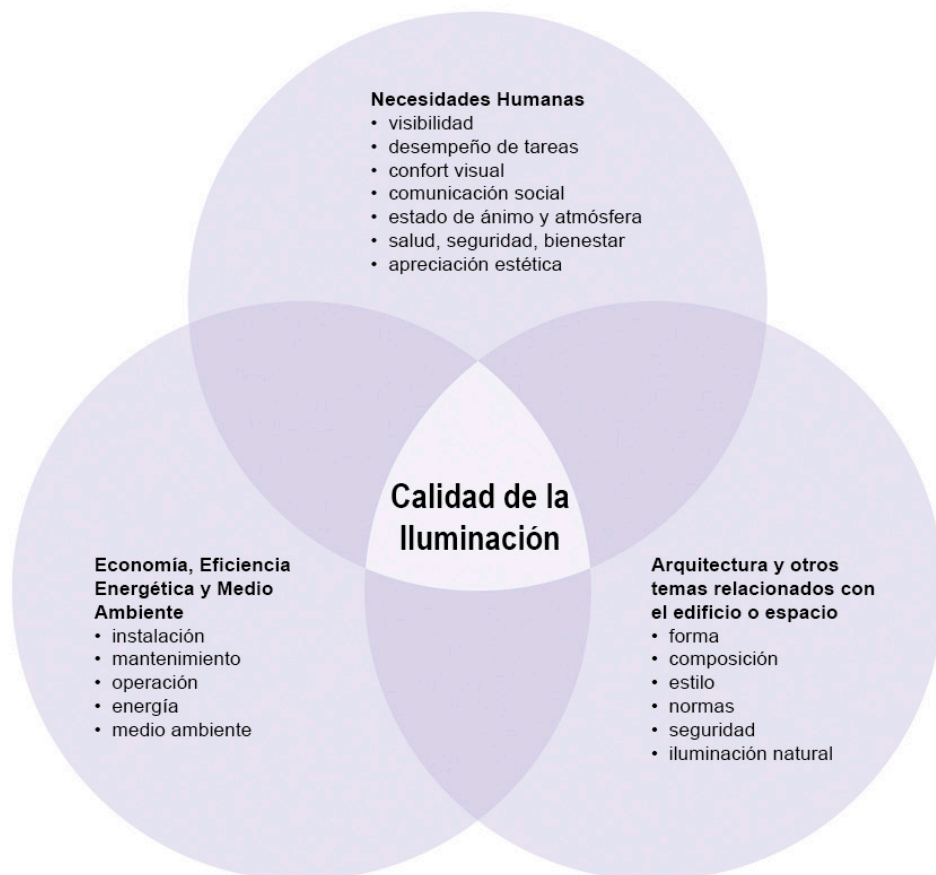 Necesidades Humanas
• visibilidad
• desempeño de tareas
• confort visual
• comunicación social
• estado de ánimo y atmósfera
• salud, seguridad, bienestar
• apreciación estética
Calidad de la
Iluminación
Economía, Eficiencia
Energética y Medio
Ambiente
• instalación
• mantenimiento
• operación
• energía
• medio ambiente
Arquitectura y otros
temas relacionados con
el edificio o espacio
• forma
• composición
• estilo
• normas
• seguridad
• iluminación natural